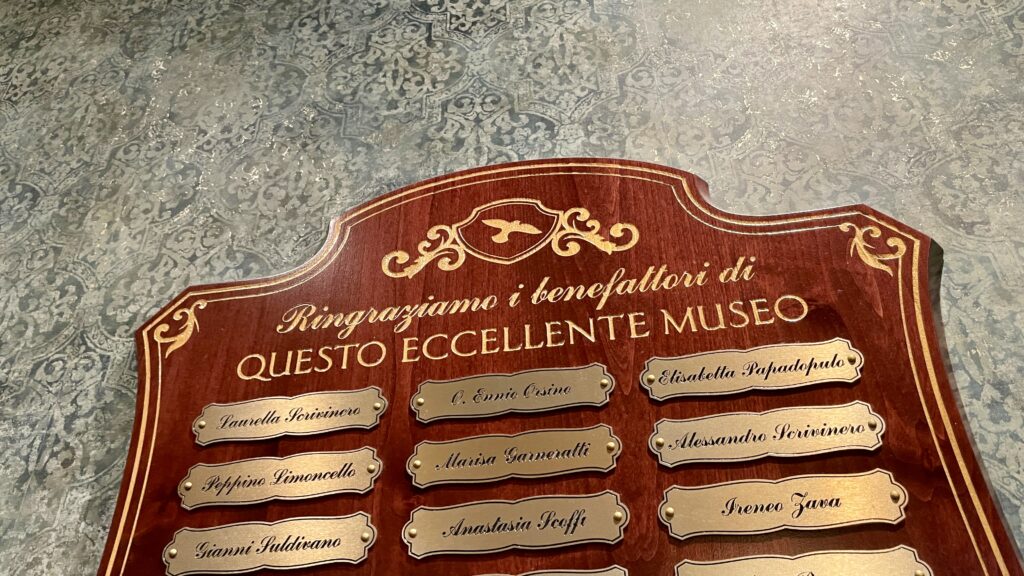 Ringraziamo i benefattori di
QUESTO ECCELLENTE MUSEO
Laurella Scrivinero
O. Ennio Orsino
Elisabetta Papadopulo
Peppino Limoncello
Marisa Garneratti
Alessandro Scrivinero
Gianni Suldivano
Anastasia Scoffi
Ireneo Zava